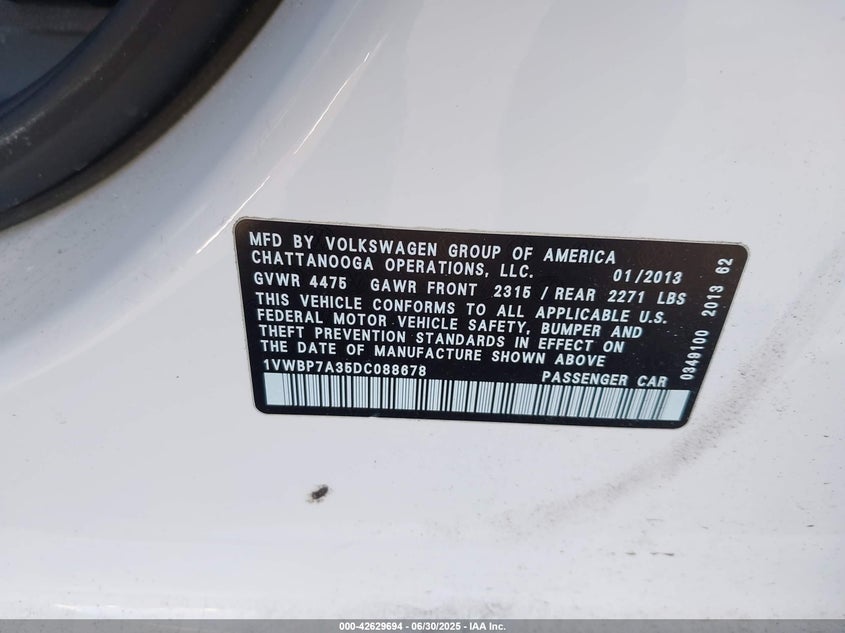 MFD BY VOLKSWAGEN GROUP OF AMERICA
CHATTANOOGA OPERATIONS, LLC. 01/2013
GVWR 4475 GAWR FRONT 2315 / REAR 2271 LBS
THIS VEHICLE CONFORMS TO ALL APPLICABLE U.S.
FEDERAL MOTOR VEHICLE SAFETY, BUMPER AND
THEFT PREVENTION STANDARDS IN EFFECT ON
THE DATE OF MANUFACTURE SHOWN ABOVE
1VWBP7A35DC088678 PASSENGER CAR
0349100 2013 62
000-42629694 - 06/30/2025 - IAA Inc.